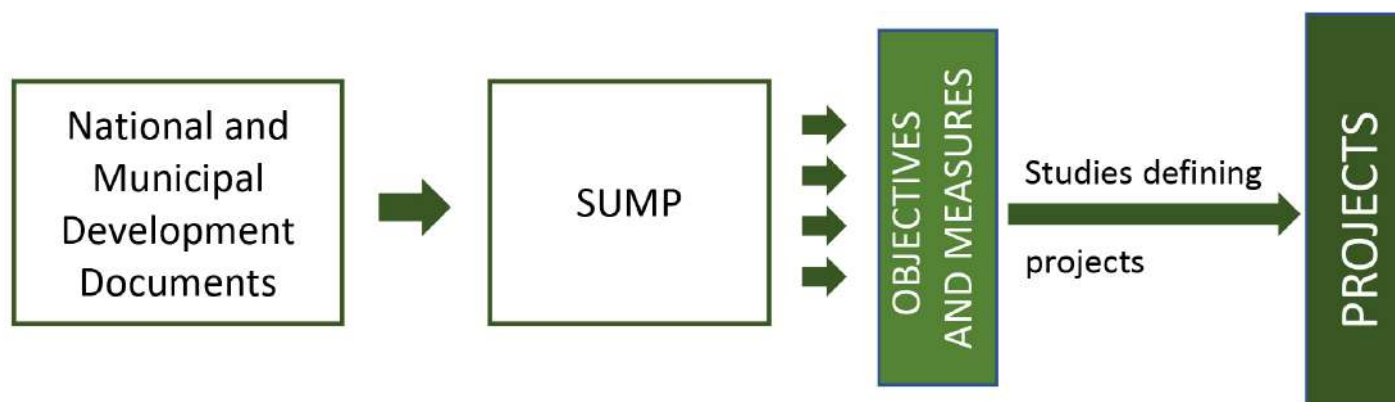 National and
Municipal
Development
Documents
SUMP
OBJECTIVES
AND MEASURES
Studies defining
projects
PROJECTS